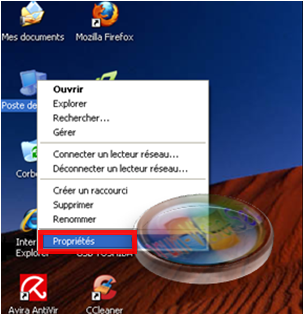 Mes documents
Mozilla Firefox
Poste de
Ouvrir
Explorer
Rechercher...
Gérer
Connecter un lecteur réseau...
Déconnecter un lecteur réseau...
Créer un raccourci
Supprimer
Renommer
Propriétés
Corbe
Inter
Explorer
USB TOSHIBA
Avira AntiVir
CCleaner